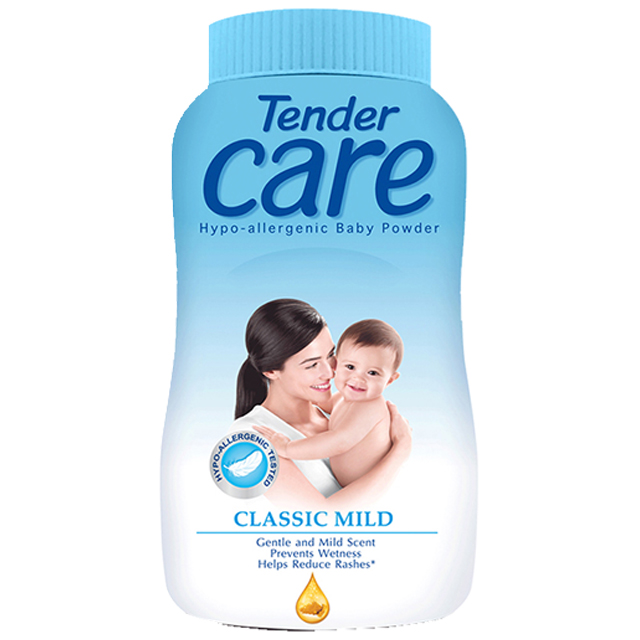 Tender
care
Hypo-allergenic Baby Powder
HYPO-ALLERGENIC TESTED
CLASSIC MILD
Gentle and Mild Scent
Prevents Wetness
Helps Reduce Rashes*